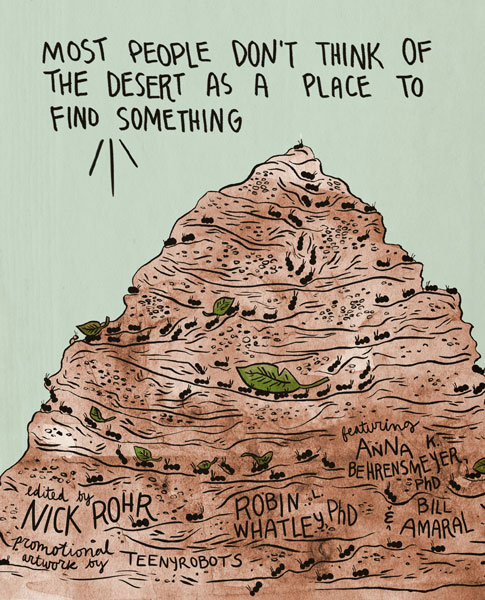 MOST PEOPLE DON'T THINK OF
THE DESERT AS A PLACE TO
FIND SOMETHING
featuring
ANNA K.
BEHRENSMEYER,
PhD
edited by
NICK ROHR
ROBIN L.
WHATLEY, PhD
& BILL
AMARAL
promotional
artwork by TEENYROBOTS